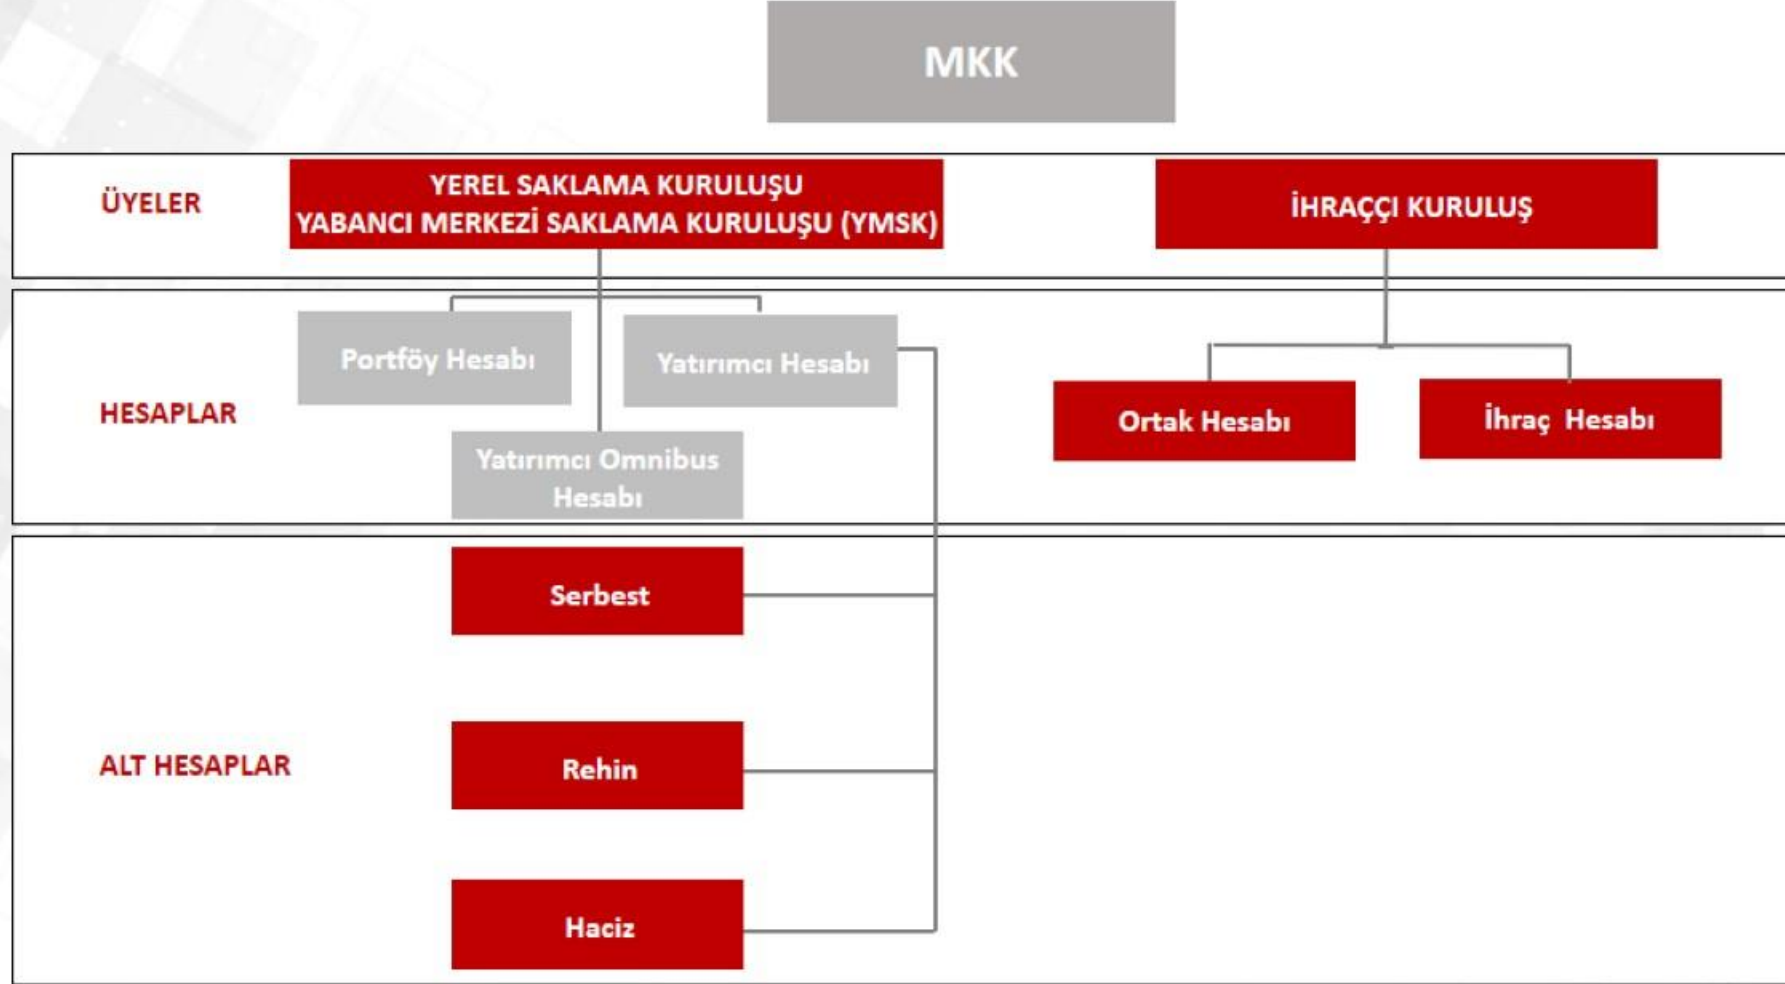 MKK
ÜYELER
YEREL SAKLAMA KURULUŞU
YABANCI MERKEZİ SAKLAMA KURULUŞU (YMSK)
İHRAÇÇI KURULUŞ
HESAPLAR
Portföy Hesabı
Yatırımcı Hesabı
Yatırımcı Omnibus
Hesabı
Ortak Hesabı
İhraç Hesabı
ALT HESAPLAR
Serbest
Rehin
Haciz